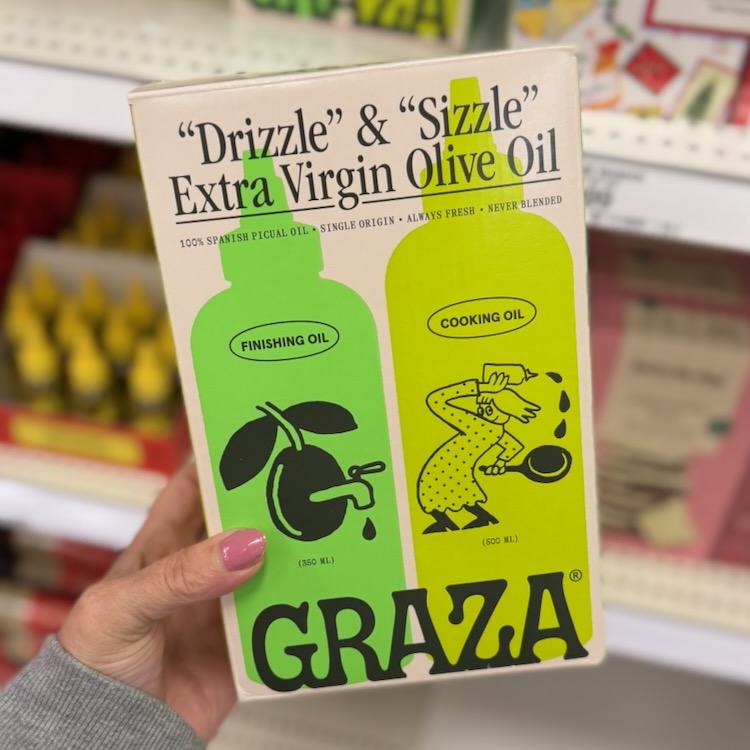 “Drizzle” & “Sizzle”
Extra Virgin Olive Oil
100% SPANISH PICUAL OIL • SINGLE ORIGIN • ALWAYS FRESH • NEVER BLENDED
FINISHING OIL
COOKING OIL
(350 ML)
(500 ML)
GRAZA®